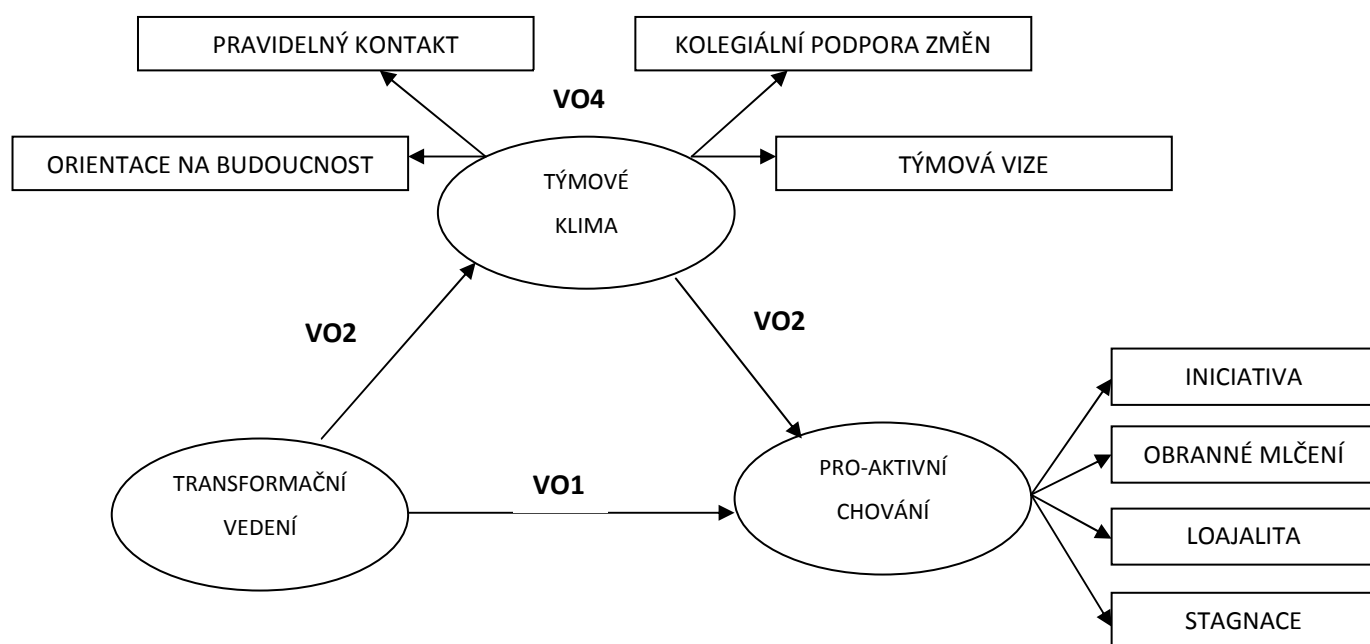 PRAVIDELNÝ KONTAKT
KOLEGIÁLNÍ PODPORA ZMĚN
VO4
ORIENTACE NA BUDOUCNOST
TÝMOVÁ VIZE
TÝMOVÉ
KLIMA
VO2
VO2
INICIATIVA
OBRANNÉ MLČENÍ
TRANSFORMAČNÍ
VEDENÍ
VO1
PRO-AKTIVNÍ
CHOVÁNÍ
LOAJALITA
STAGNACE